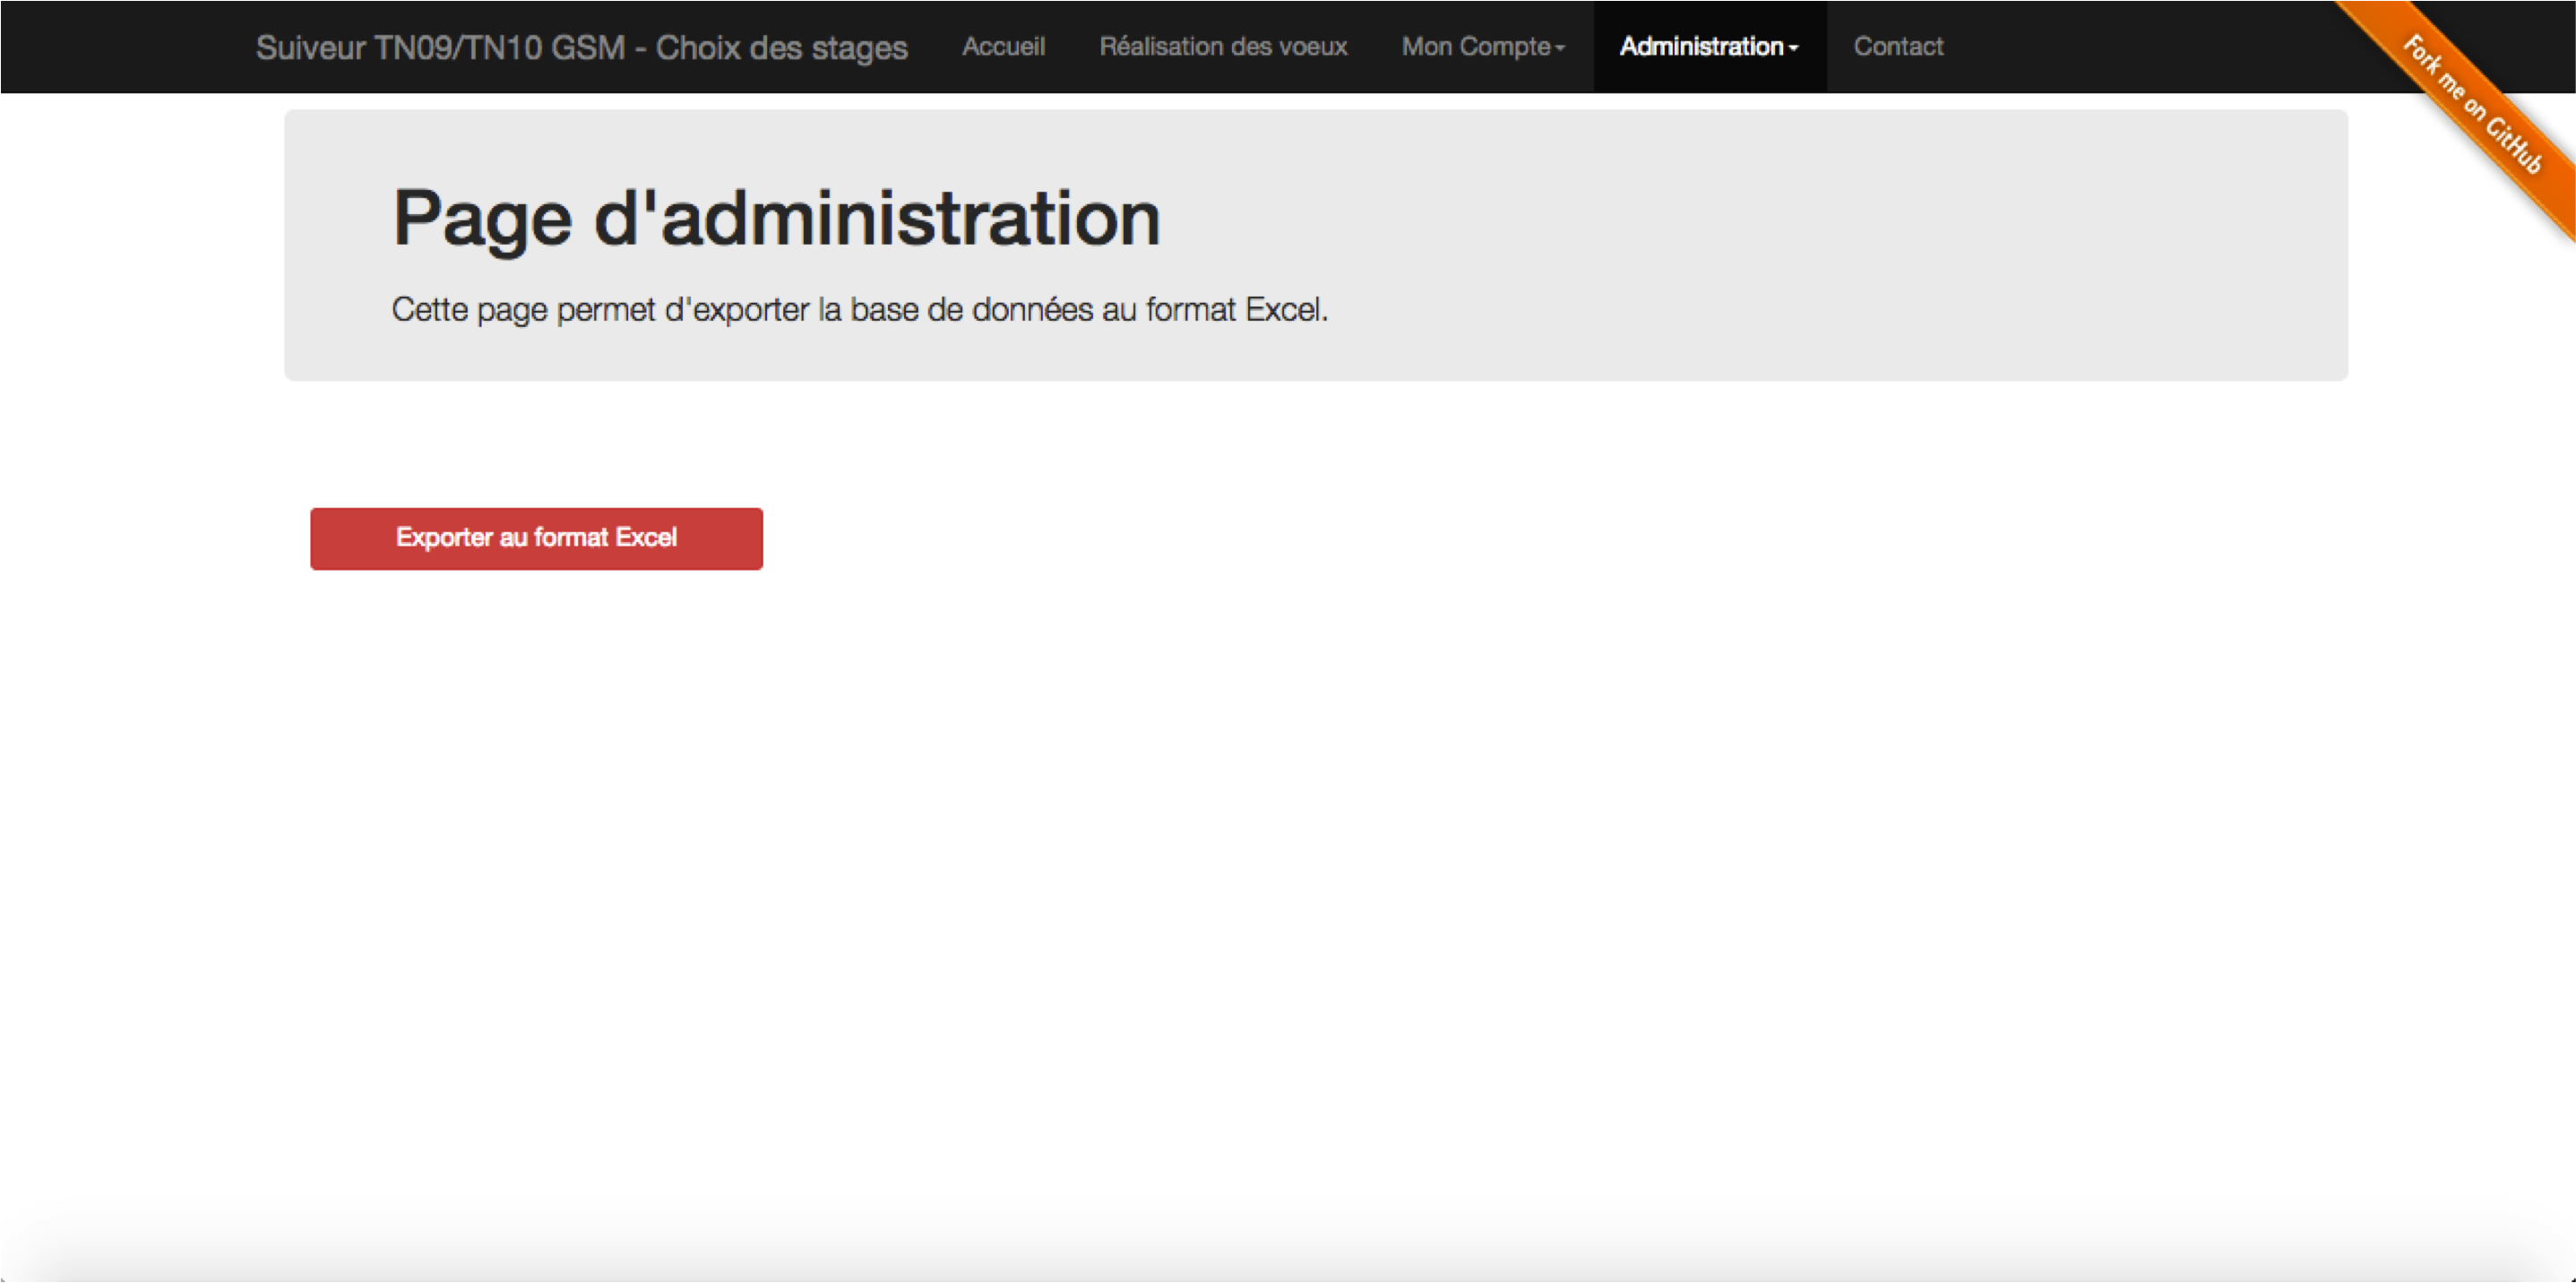 Suiveur TN09/TN10 GSM - Choix des stages Accueil Réalisation des voeux Mon Compte Administration Contact
Fork me on GitHub
Page d'administration
Cette page permet d'exporter la base de données au format Excel.
Exporter au format Excel